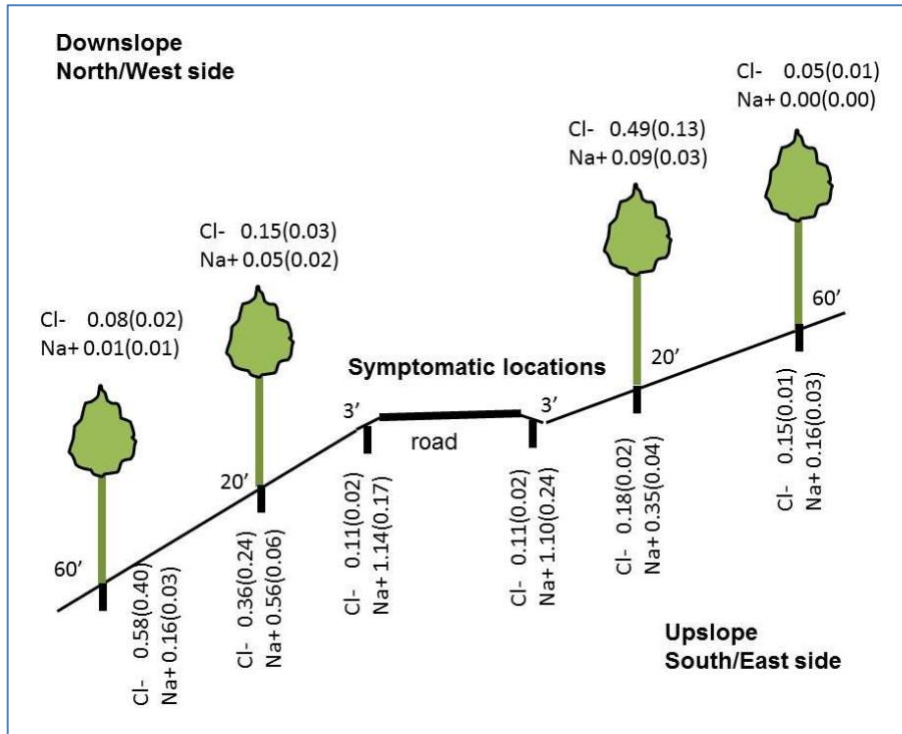 Downslope
North/West side
Cl- 0.05(0.01)
Na+ 0.00(0.00)
Cl- 0.49(0.13)
Na+ 0.09(0.03)
Cl- 0.15(0.03)
Na+ 0.05(0.02)
Cl- 0.08(0.02)
Na+ 0.01(0.01)
60’
Symptomatic locations
20’
3’
3’
road
20’
60’
Cl- 0.58(0.40)
Na+ 0.16(0.03)
Cl- 0.36(0.24)
Na+ 0.56(0.06)
Cl- 0.11(0.02)
Na+ 1.14(0.17)
Cl- 0.11(0.02)
Na+ 1.10(0.24)
Cl- 0.18(0.02)
Na+ 0.35(0.04)
Cl- 0.15(0.01)
Na+ 0.16(0.03)
Upslope
South/East side